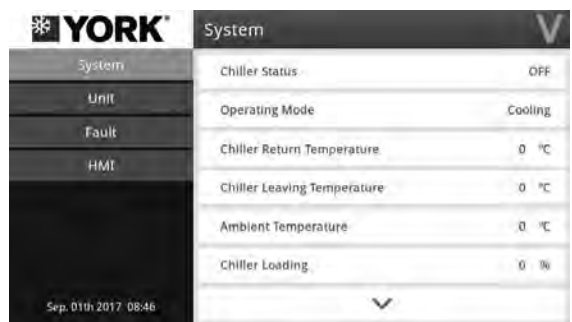 YORK
System
Unit
Fault
HMI
Sep. 01th 2017 08:46
System
V
Chiller Status OFF
Operating Mode Cooling
Chiller Return Temperature 0 °C
Chiller Leaving Temperature 0 °C
Ambient Temperature 0 °C
Chiller Loading 0 %